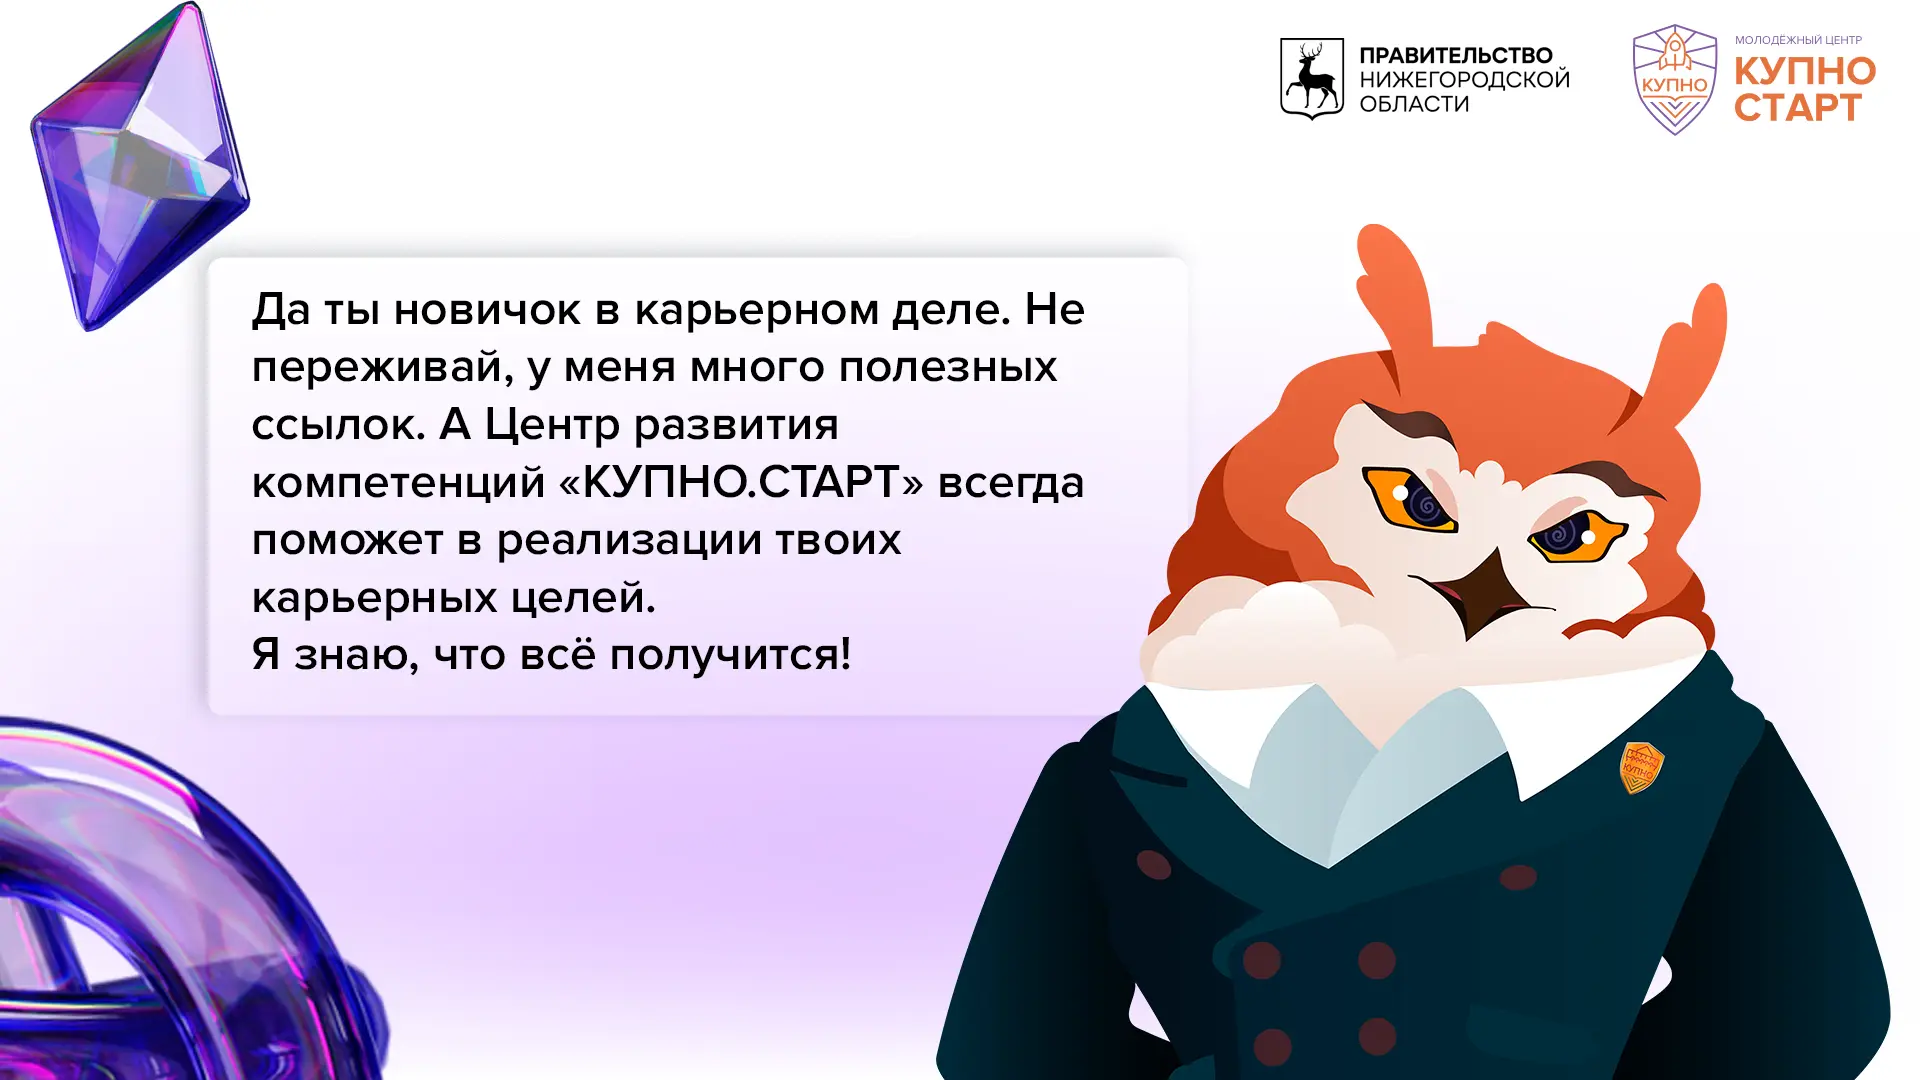 ПРАВИТЕЛЬСТВО
НИЖЕГОРОДСКОЙ
ОБЛАСТИ
КУПНО
МОЛОДЁЖНЫЙ ЦЕНТР
КУПНО
СТАРТ
Да ты новичок в карьерном деле. Не
переживай, у меня много полезных
ссылок. А Центр развития
компетенций «КУПНО.СТАРТ» всегда
поможет в реализации твоих
карьерных целей.
Я знаю, что всё получится!
КУПНО